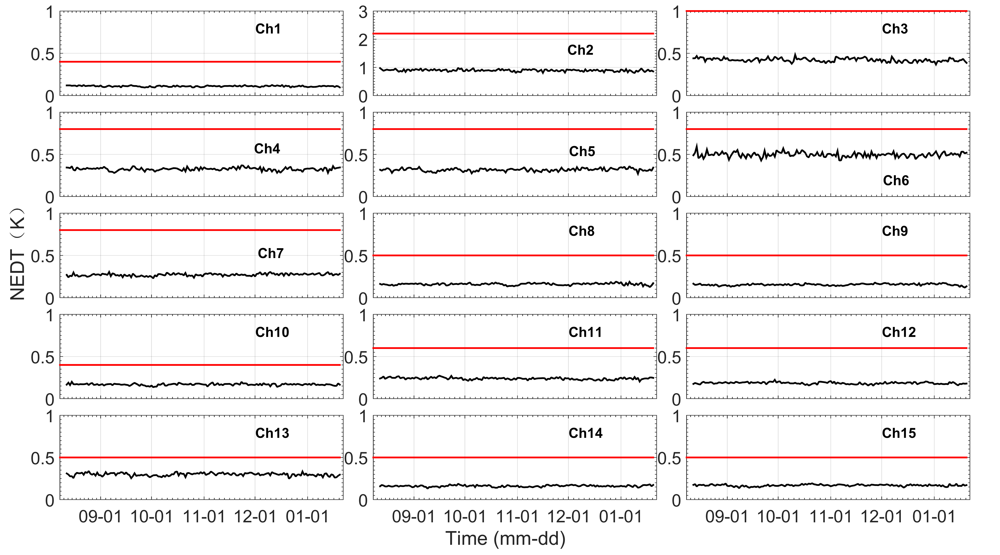 1 3 1
Ch1 Ch3
2 Ch2
0.5 0.5
1
0 0 0
1 1 1
Ch4 Ch5
0.5 0.5 0.5
Ch6
0 0 0
1 1 1
Ch8 Ch9
Ch7
0.5 0.5 0.5
0 0 0
NEDT（K）
1 1 1
Ch10 Ch11 Ch12
0.5 0.5 0.5
0 0 0
1 1 1
Ch13 Ch14 Ch15
0.5 0.5 0.5
0 0 0
09-01 10-01 11-01 12-01 01-01 09-01 10-01 11-01 12-01 01-01 09-01 10-01 11-01 12-01 01-01
Time (mm-dd)